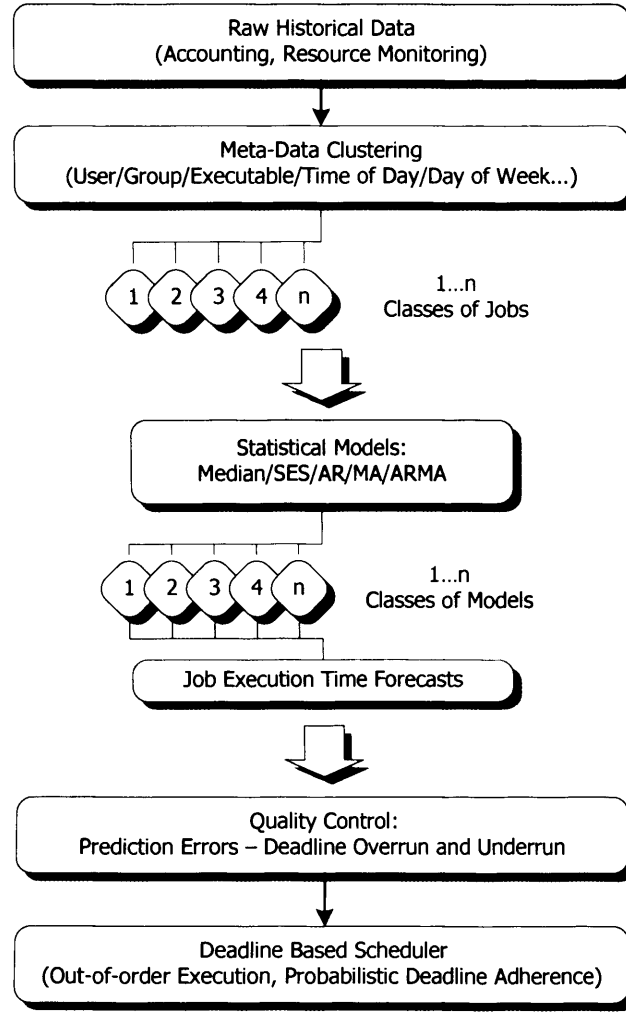 Raw Historical Data
(Accounting, Resource Monitoring)
Meta-Data Clustering
(User/Group/Executable/Time of Day/Day of Week...)
1 2 3 4 n
1...n
Classes of Jobs
Statistical Models:
Median/SES/AR/MA/ARMA
1 2 3 4 n
1...n
Classes of Models
Job Execution Time Forecasts
Quality Control:
Prediction Errors – Deadline Overrun and Underrun
Deadline Based Scheduler
(Out-of-order Execution, Probabilistic Deadline Adherence)